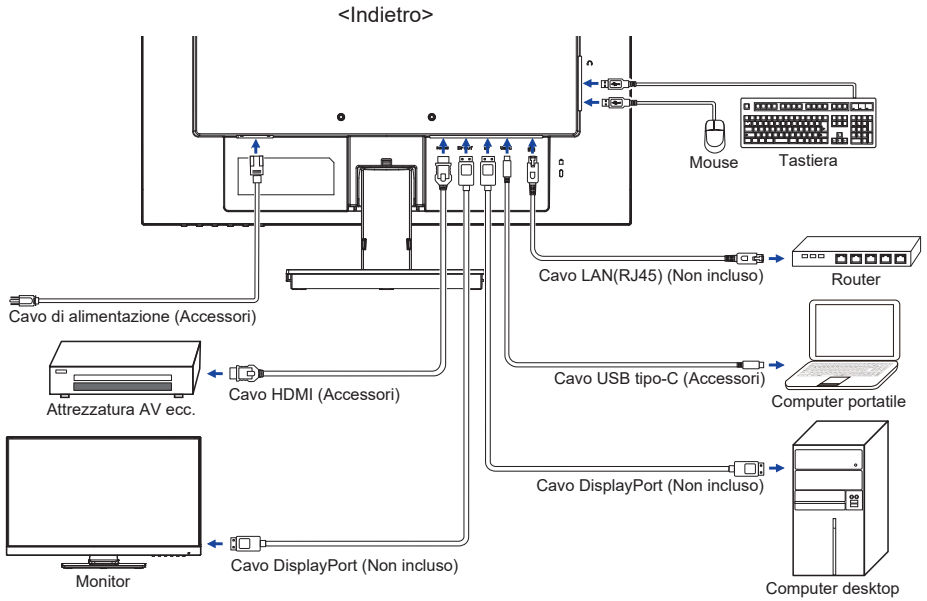 <Indietro>
Mouse
Tastiera
Cavo LAN(RJ45) (Non incluso)
Router
Cavo di alimentazione (Accessori)
Cavo HDMI (Accessori)
Cavo USB tipo-C (Accessori)
Attrezzatura AV ecc.
Computer portatile
Cavo DisplayPort (Non incluso)
Cavo DisplayPort (Non incluso)
Monitor
Computer desktop